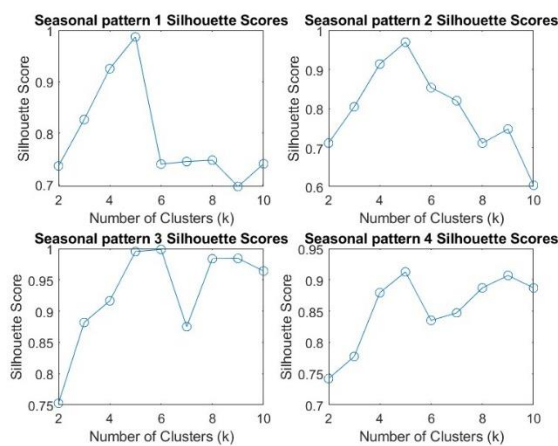 Seasonal pattern 1 Silhouette Scores
1
0.9
0.8
0.7
Silhouette Score
2 4 6 8 10
Number of Clusters (k)
Seasonal pattern 2 Silhouette Scores
1
0.9
0.8
0.7
0.6
Silhouette Score
2 4 6 8 10
Number of Clusters (k)
Seasonal pattern 3 Silhouette Scores
1
0.95
0.9
0.85
0.8
0.75
Silhouette Score
2 4 6 8 10
Number of Clusters (k)
Seasonal pattern 4 Silhouette Scores
0.95
0.9
0.85
0.8
0.75
0.7
Silhouette Score
2 4 6 8 10
Number of Clusters (k)